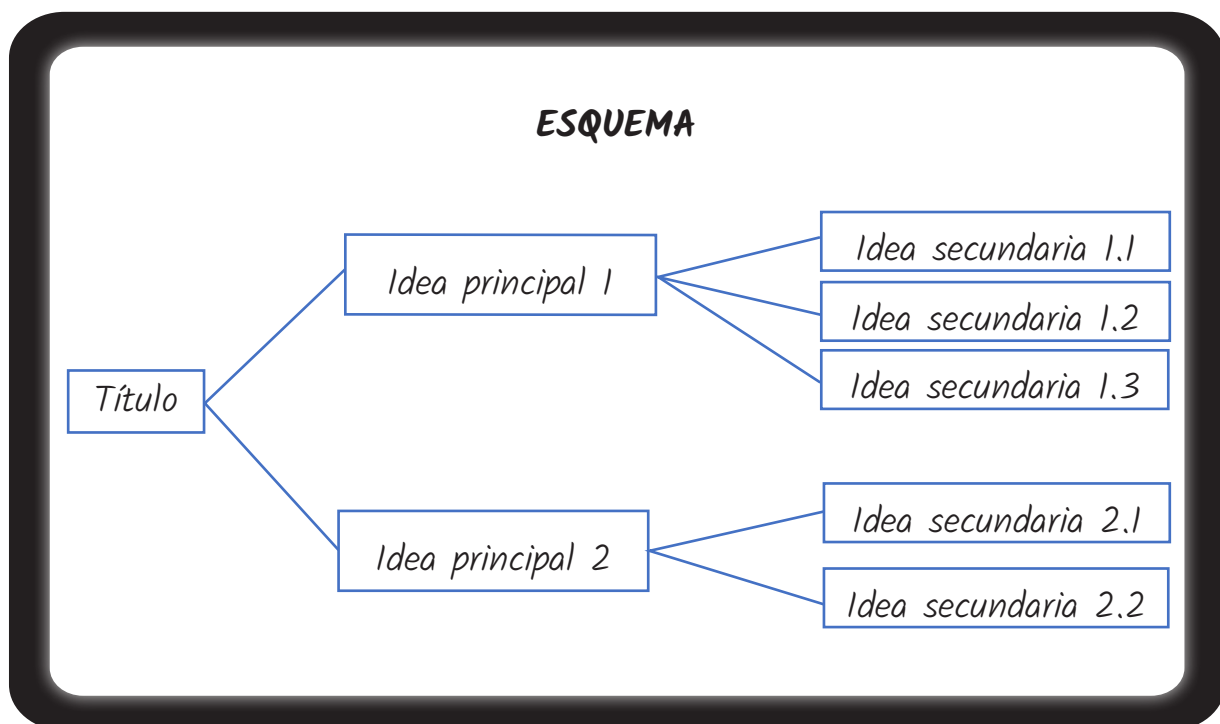 ESQUEMA
Título
Idea principal 1
Idea secundaria 1.1
Idea secundaria 1.2
Idea secundaria 1.3
Idea principal 2
Idea secundaria 2.1
Idea secundaria 2.2